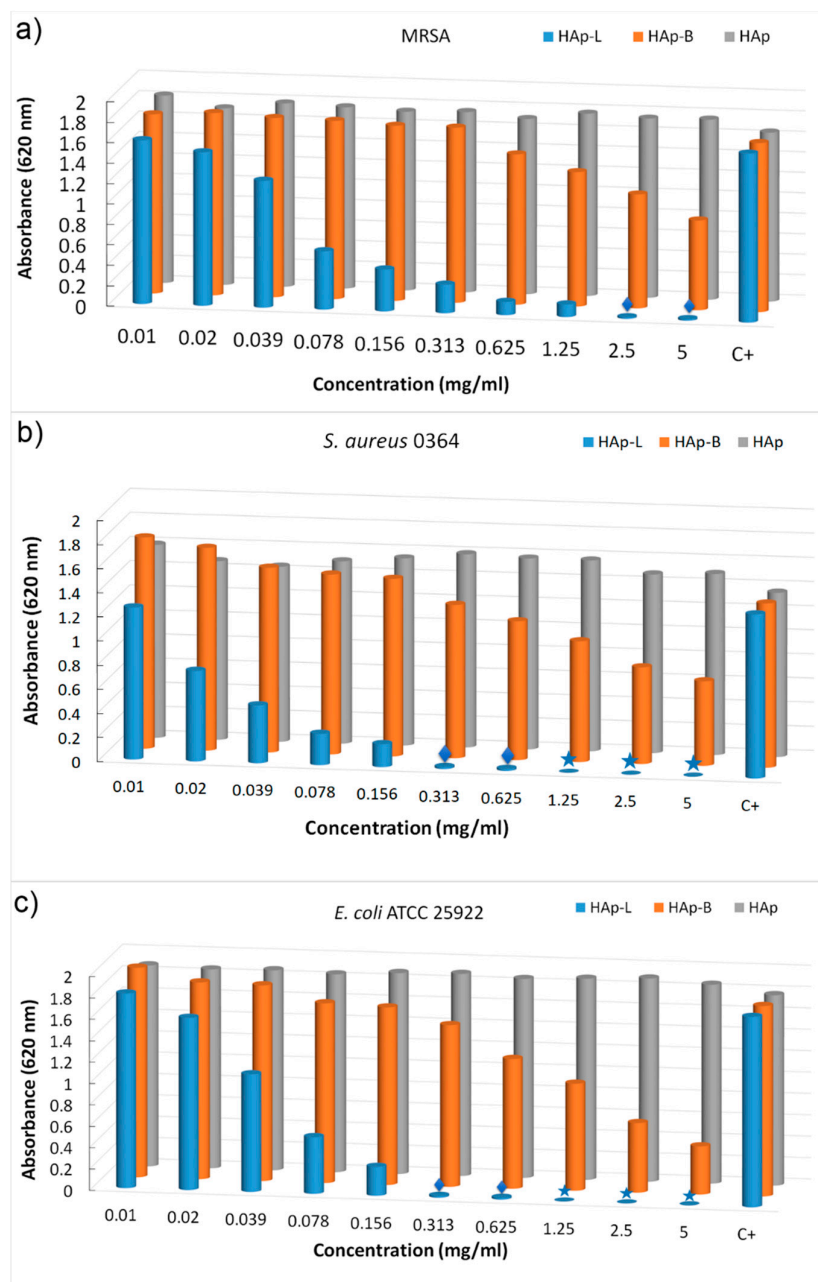 a)
MRSA
HAp-L HAp-B HAp
Absorbance (620 nm)
2
1.8
1.6
1.4
1.2
1
0.8
0.6
0.4
0.2
0
0.01 0.02 0.039 0.078 0.156 0.313 0.625 1.25 2.5 5 C+
Concentration (mg/ml)
b)
S. aureus 0364
HAp-L HAp-B HAp
Absorbance (620 nm)
2
1.8
1.6
1.4
1.2
1
0.8
0.6
0.4
0.2
0
0.01 0.02 0.039 0.078 0.156 0.313 0.625 1.25 2.5 5 C+
Concentration (mg/ml)
c)
E. coli ATCC 25922
HAp-L HAp-B HAp
Absorbance (620 nm)
2
1.8
1.6
1.4
1.2
1
0.8
0.6
0.4
0.2
0
0.01 0.02 0.039 0.078 0.156 0.313 0.625 1.25 2.5 5 C+
Concentration (mg/ml)